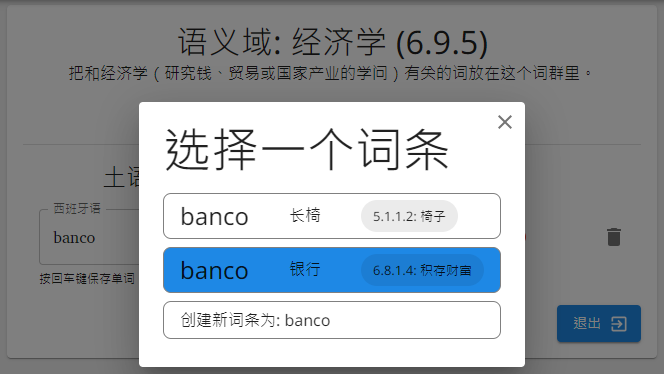 语义域: 经济学 (6.9.5)
把和经济学（研究钱、贸易或国家产业的学问）有关的词放在这个词群里。
选择一个词条
土语
西班牙语
banco
按回车键保存单词
banco 长椅 5.1.1.2: 椅子
banco 银行 6.8.1.4: 积存财富
创建新词条为: banco
退出